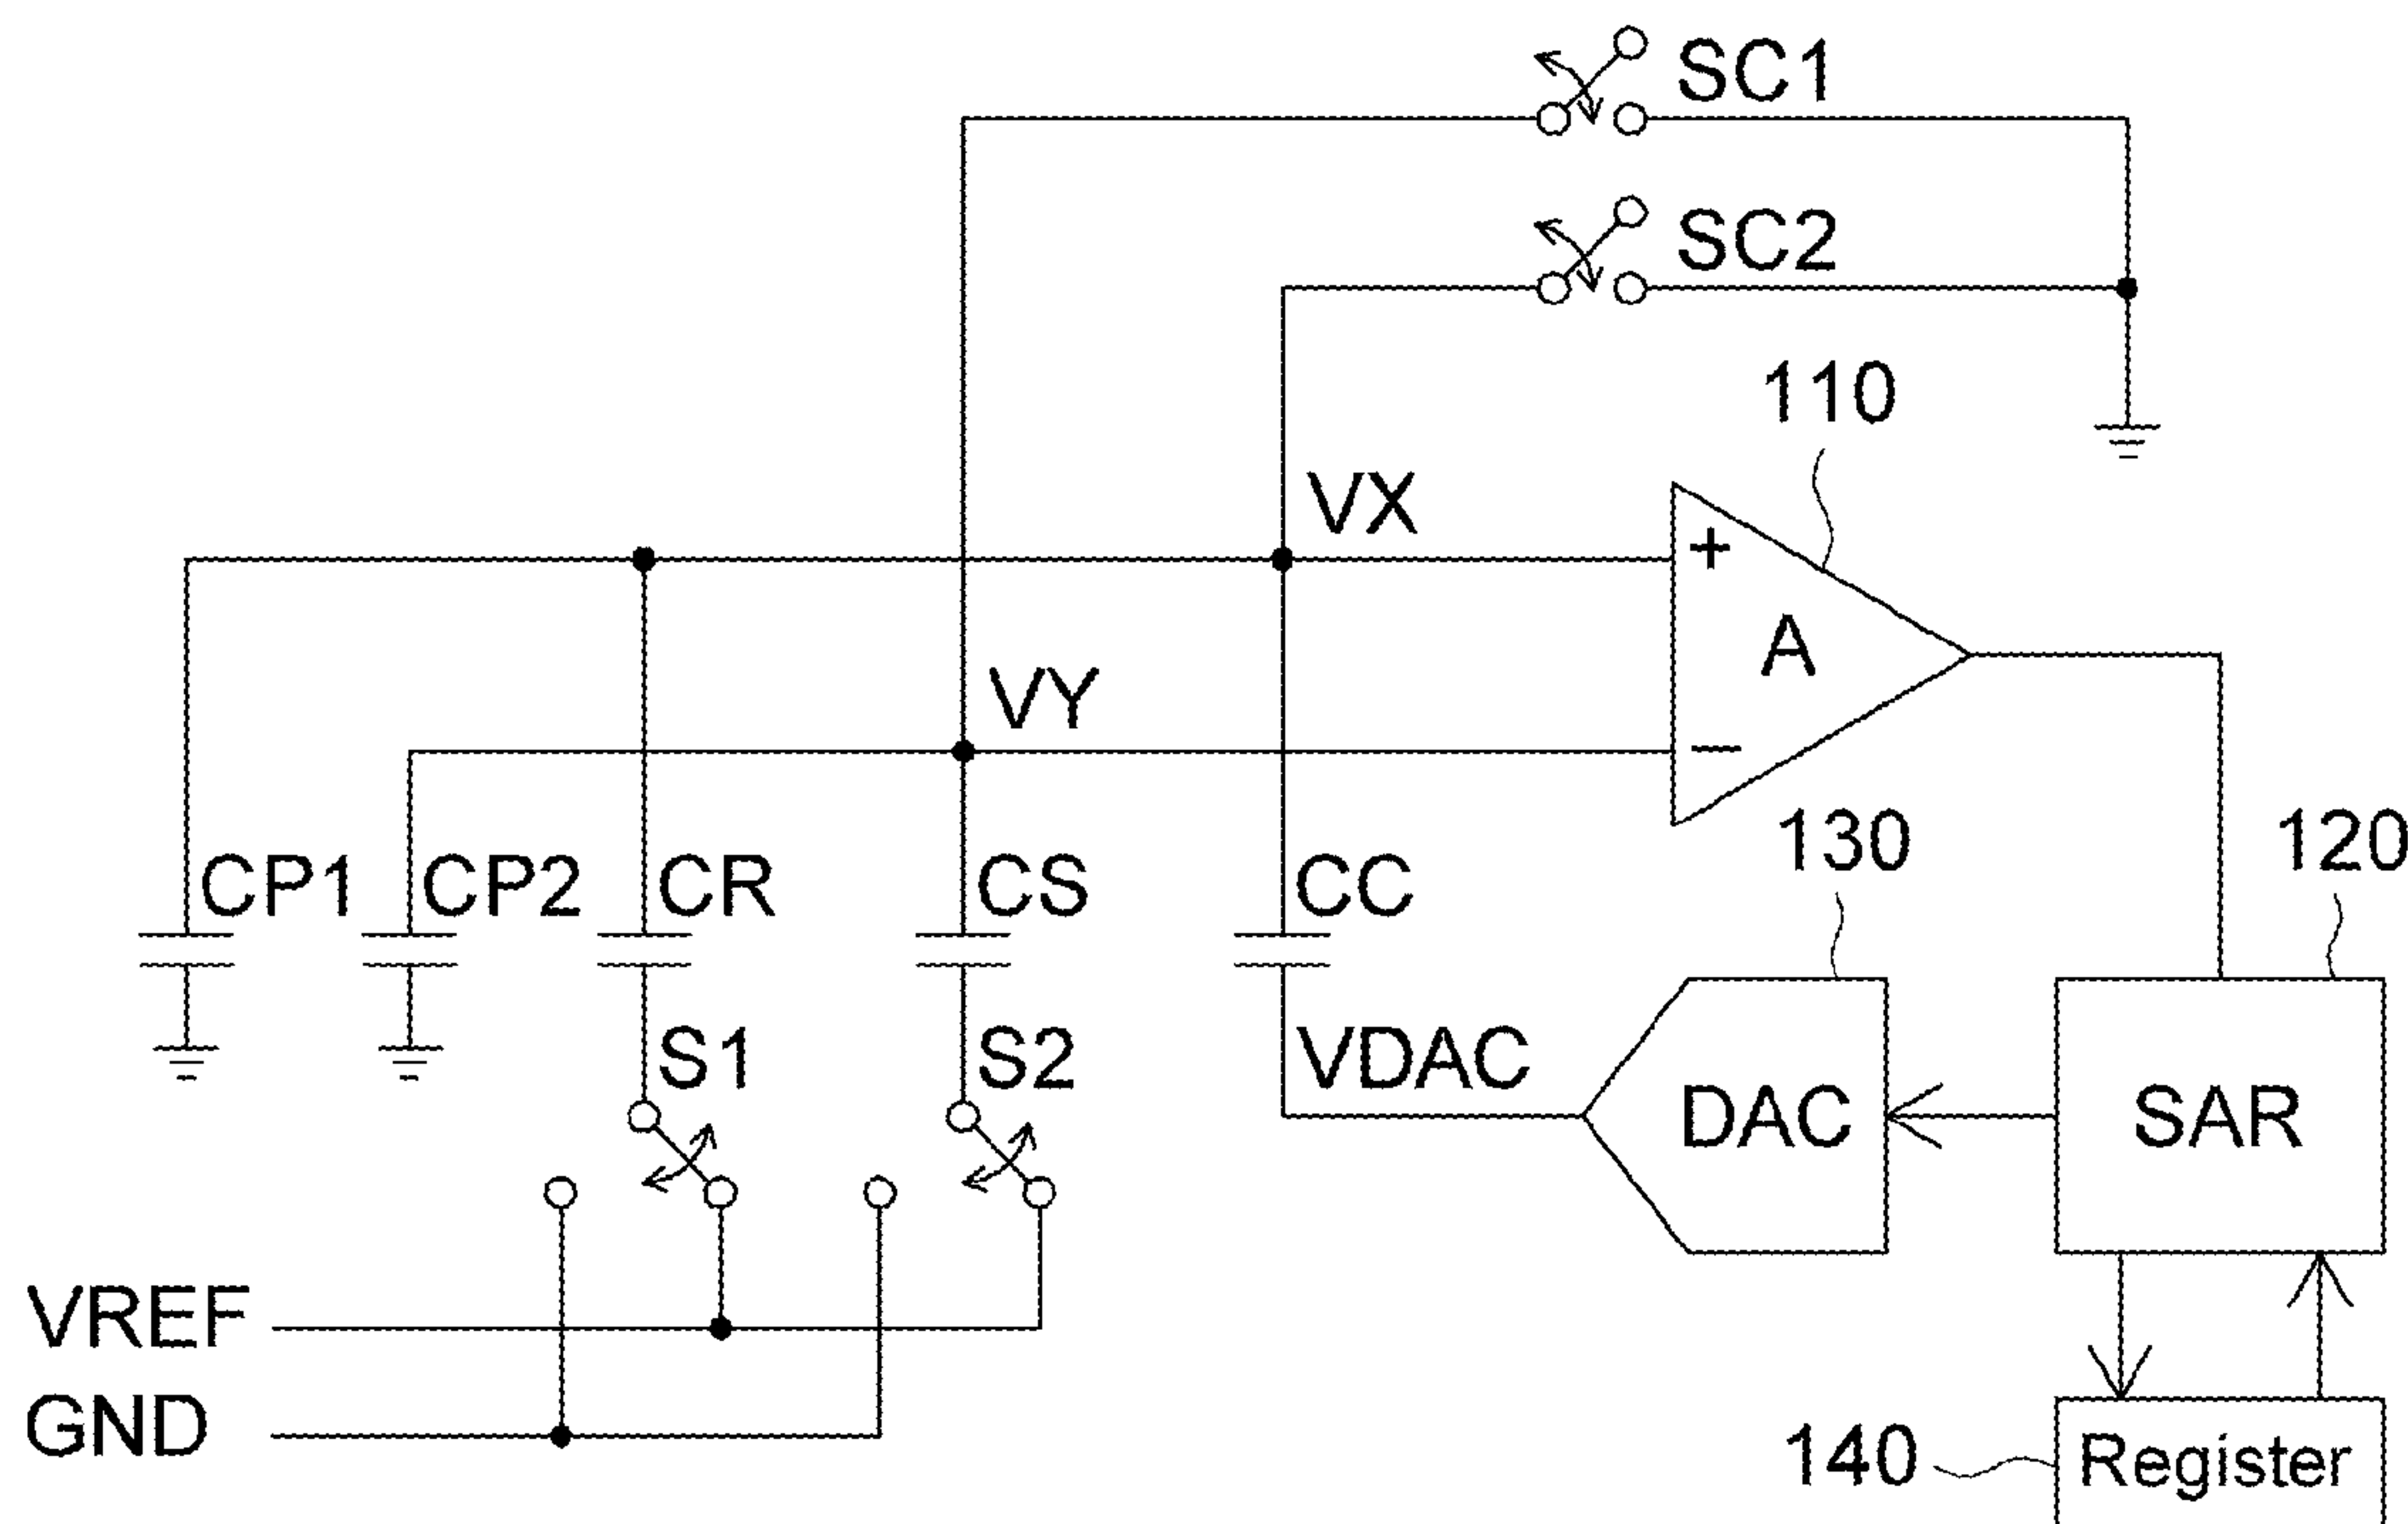 SC1
SC2
110
VX
+
A
VY
−
130
120
CP1 CP2 CR CS CC
S1 S2 VDAC DAC SAR
VREF
GND
140 Register